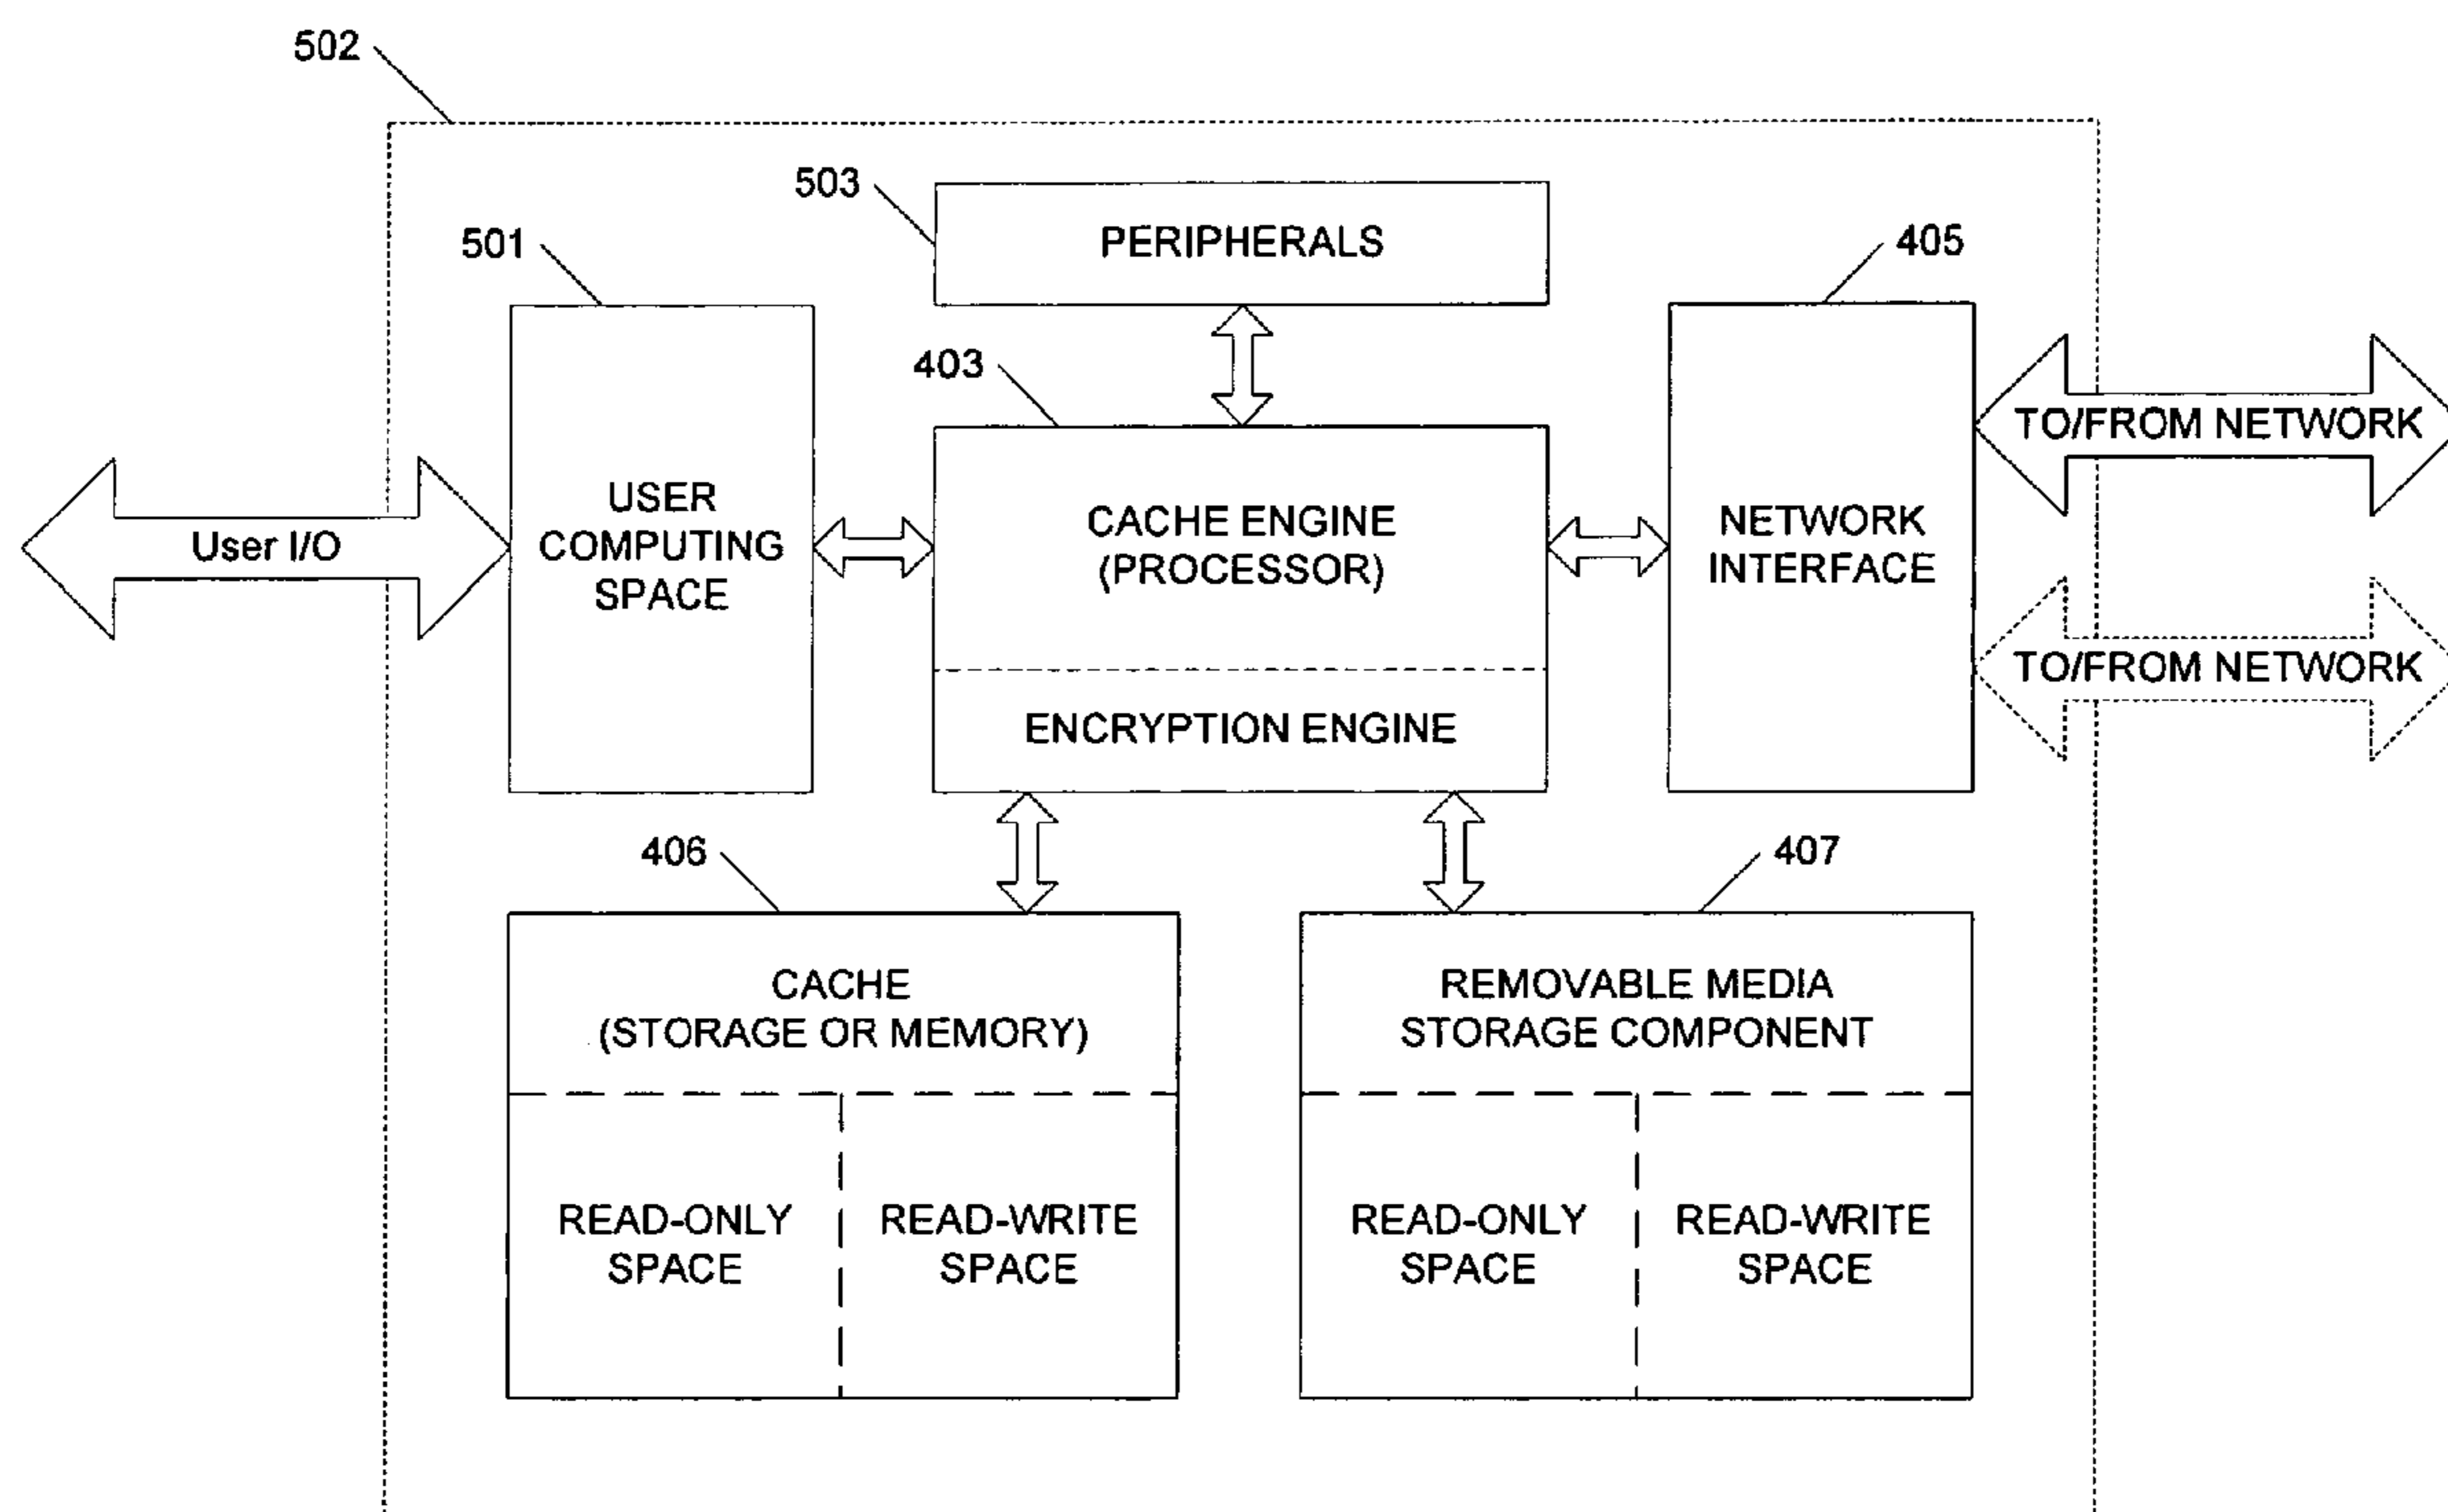 502
503
PERIPHERALS
501
405
403
TO/FROM NETWORK
USER
COMPUTING
SPACE
User I/O
CACHE ENGINE
(PROCESSOR)
NETWORK
INTERFACE
TO/FROM NETWORK
ENCRYPTION ENGINE
406
407
CACHE
(STORAGE OR MEMORY)
REMOVABLE MEDIA
STORAGE COMPONENT
READ-ONLY
SPACE
READ-WRITE
SPACE
READ-ONLY
SPACE
READ-WRITE
SPACE